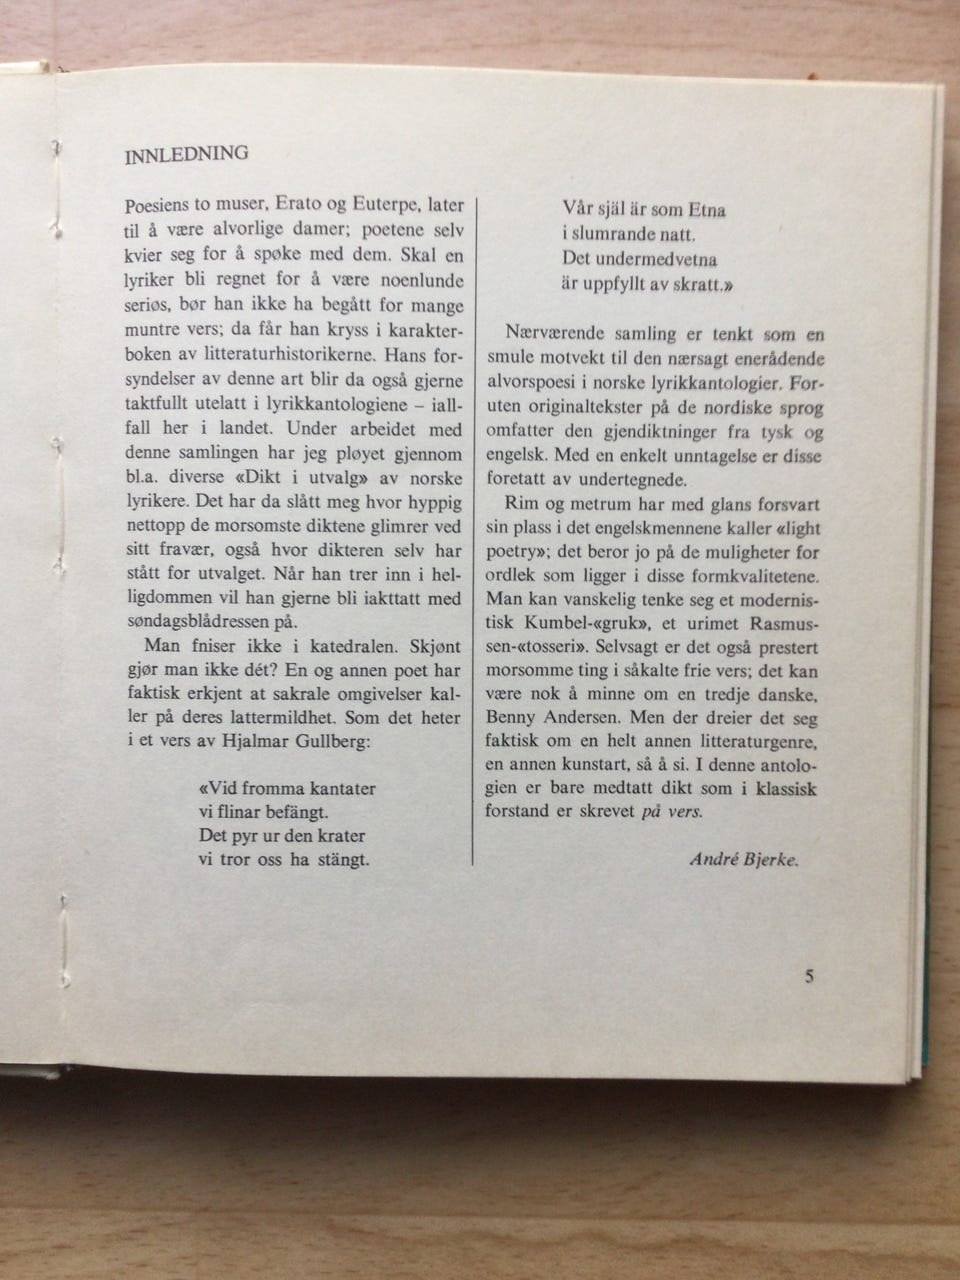 INNLEDNING
Poesiens to muser, Erato og Euterpe, later
til å være alvorlige damer; poetene selv
kvier seg for å spøke med dem. Skal en
lyriker bli regnet for å være noenlunde
seriøs, bør han ikke ha begått for mange
muntre vers; da får han kryss i karakter-
boken av litteraturhistorikerne. Hans for-
syndelser av denne art blir da også gjerne
taktfullt utelatt i lyrikkantologiene – iall-
fall her i landet. Under arbeidet med
denne samlingen har jeg pløyet gjennom
bl.a. diverse «Dikt i utvalg» av norske
lyrikere. Det har da slått meg hvor hyppig
nettopp de morsomste diktene glimrer ved
sitt fravær, også hvor dikteren selv har
stått for utvalget. Når han trer inn i hel-
ligdommen vil han gjerne bli iakttatt med
søndagsblådressen på.
Man fniser ikke i katedralen. Skjønt
gjør man ikke dét? En og annen poet har
faktisk erkjent at sakrale omgivelser kal-
ler på deres lattermildhet. Som det heter
i et vers av Hjalmar Gullberg:
«Vid fromma kantater
vi flinar befängt.
Det pyr ur den krater
vi tror oss ha stängt.
Vår själ är som Etna
i slumrande natt.
Det undermedvetna
är uppfyllt av skratt.»
Nærværende samling er tenkt som en
smule motvekt til den nærsagt enerådende
alvorspoesi i norske lyrikkantologier. For-
uten originaltekster på de nordiske sprog
omfatter den gjendiktninger fra tysk og
engelsk. Med en enkelt unntagelse er disse
foretatt av undertegnede.
Rim og metrum har med glans forsvart
sin plass i det engelskmennene kaller «light
poetry»; det beror jo på de muligheter for
ordlek som ligger i disse formkvalitetene.
Man kan vanskelig tenke seg et modernis-
tisk Kumbel-«gruk», et urimet Rasmus-
sen-«tosseri». Selvsagt er det også prestert
morsomme ting i såkalte frie vers; det kan
være nok å minne om en tredje danske,
Benny Andersen. Men der dreier det seg
faktisk om en helt annen litteraturgenre,
en annen kunstart, så å si. I denne antolo-
gien er bare medtatt dikt som i klassisk
forstand er skrevet på vers.
André Bjerke.
5